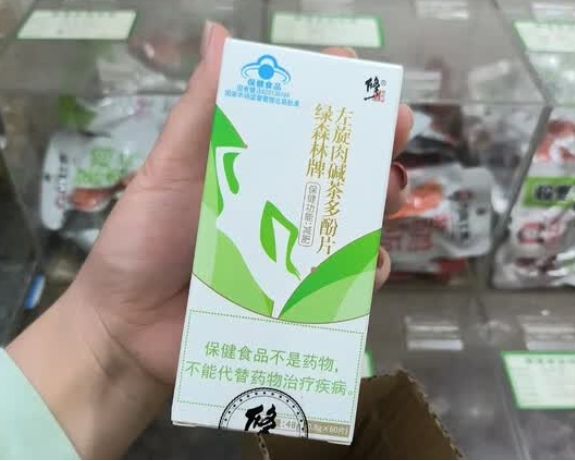 保健食品
修
®
绿森林牌
左旋肉碱茶多酚片
保健功能:减肥
保健食品不是药物,
不能代替药物治疗疾病。
修